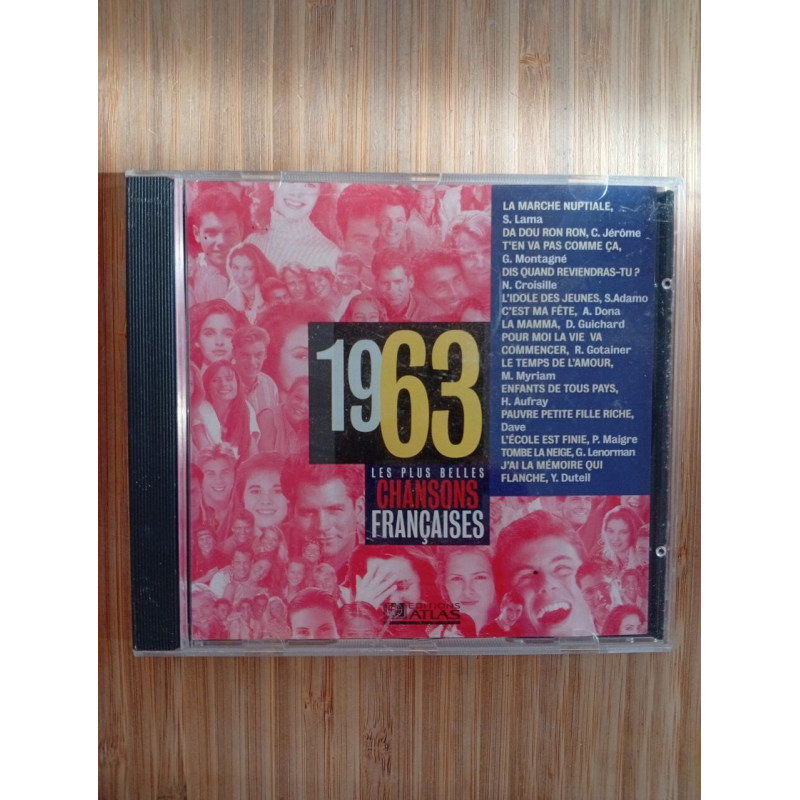 LA MARCHE NUPTIALE,
S. Lama
DA DOU RON RON, C. Jérôme
T'EN VA PAS COMME ÇA,
G. Montagné
DIS QUAND REVIENDRAS-TU ?
N. Croisille
L'IDOLE DES JEUNES, S.Adamo
C'EST MA FÊTE, A. Dona
LA MAMMA, D. Guichard
POUR MOI LA VIE VA
COMMENCER, R. Gotainer
LE TEMPS DE L'AMOUR,
M. Myriam
ENFANTS DE TOUS PAYS,
H. Aufray
PAUVRE PETITE FILLE RICHE,
Dave
L'ÉCOLE EST FINIE, P. Maigre
TOMBE LA NEIGE, G. Lenorman
J'AI LA MÉMOIRE QUI
FLANCHE, Y. Duteil
1963
LES PLUS BELLES
CHANSONS
FRANÇAISES
EDITIONS
ATLAS